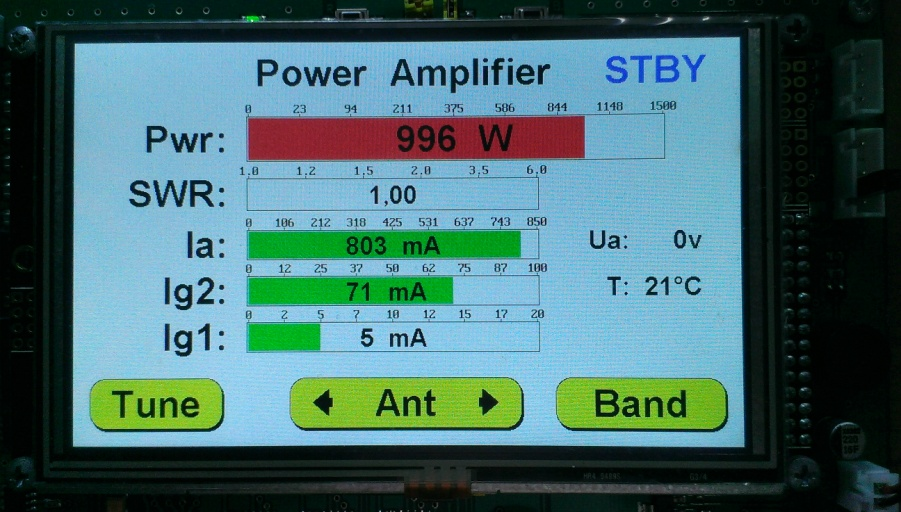 Power Amplifier STBY
0 23 94 211 375 586 844 1148 1500
Pwr: 996 W
1,0 1,2 1,5 2,0 3,5 6,0
SWR: 1,00
0 106 212 318 425 531 637 743 850
Ia: 803 mA
Ua: 0v
0 12 25 37 50 62 75 87 100
Ig2: 71 mA
T: 21°C
0 2 5 7 10 12 15 17 20
Ig1: 5 mA
Tune Ant Band